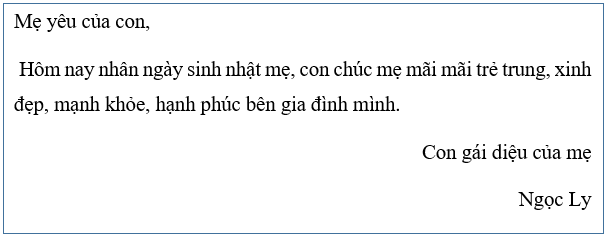 Mẹ yêu của con,
Hôm nay nhân ngày sinh nhật mẹ, con chúc mẹ mãi mãi trẻ trung, xinh
đẹp, mạnh khỏe, hạnh phúc bên gia đình mình.
Con gái diệu của mẹ
Ngọc Ly